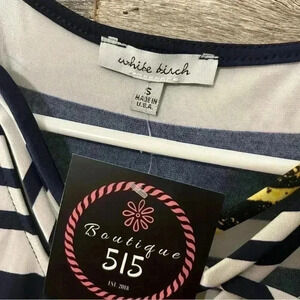 white birch
S
MADE IN
U.S.A.
Boutique
515
EST. 2018